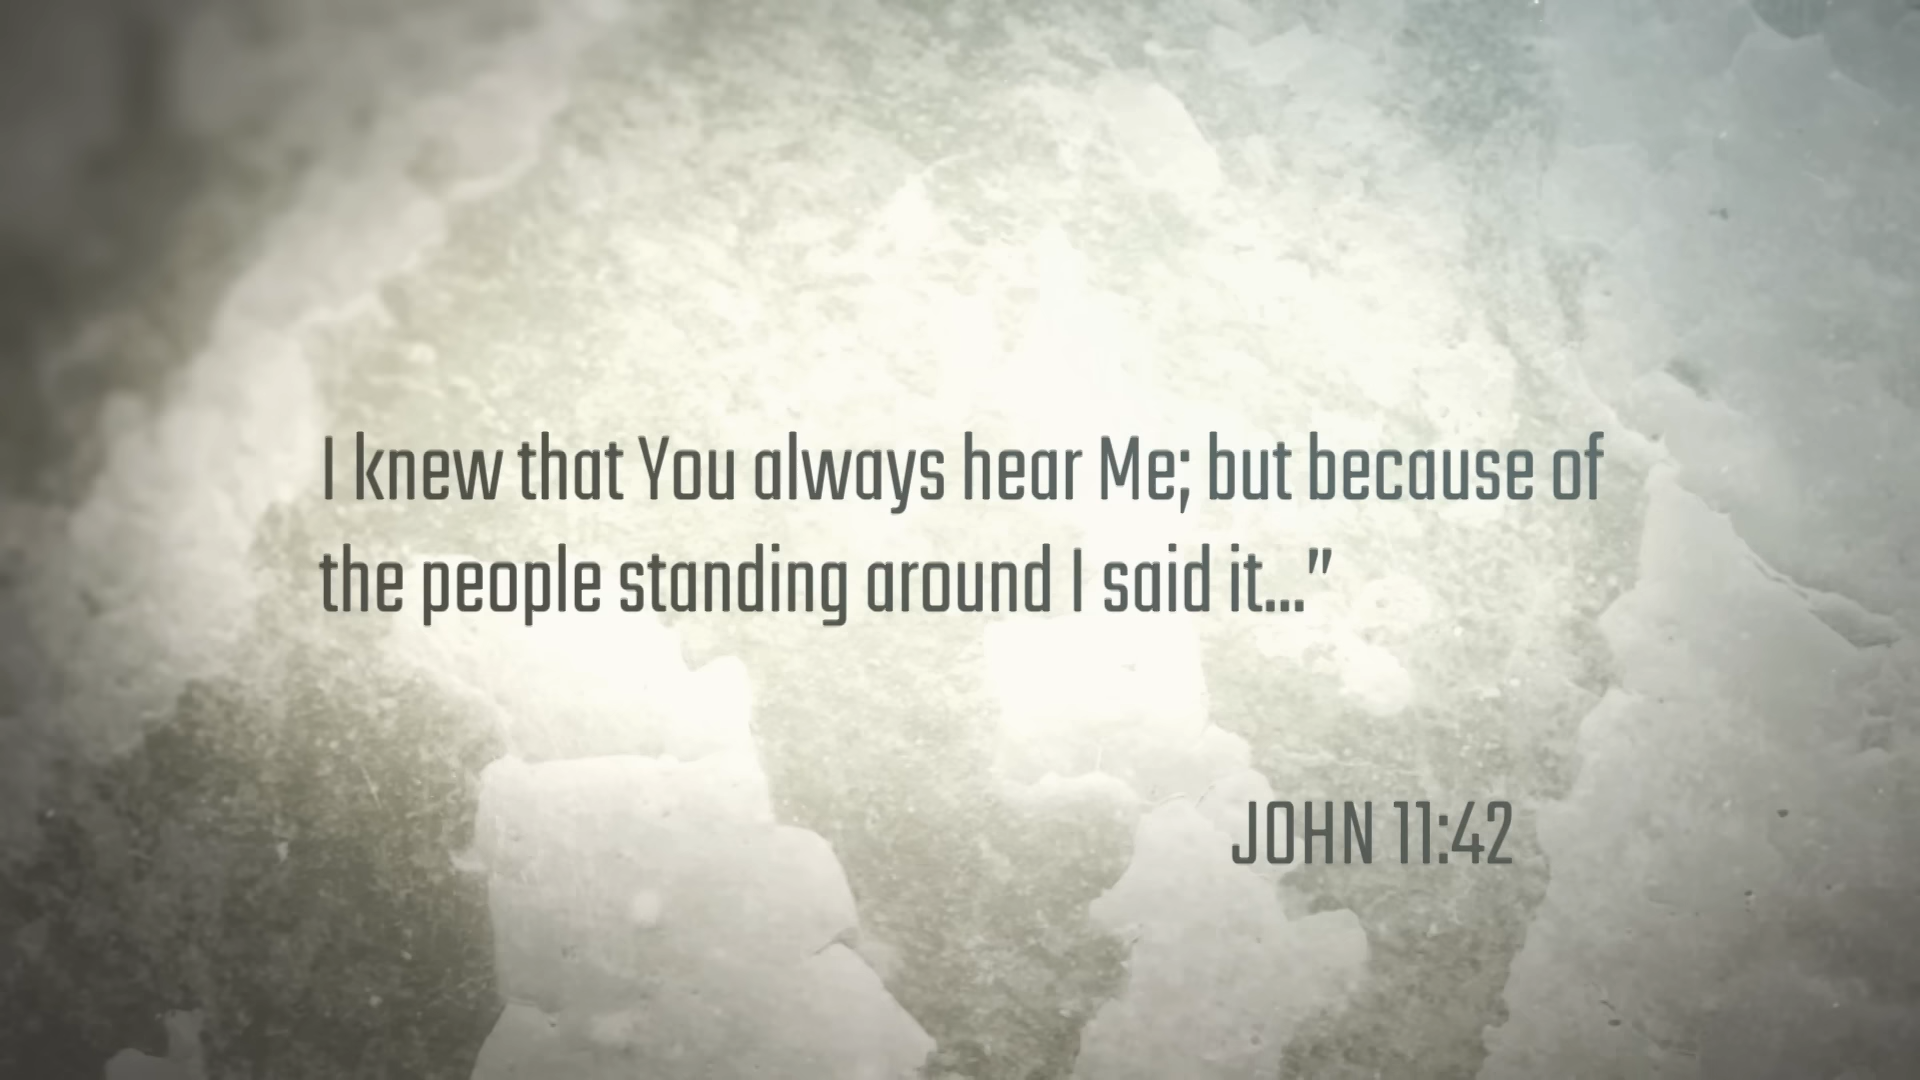 I knew that You always hear Me; but because of
the people standing around I said it...”
JOHN 11:42